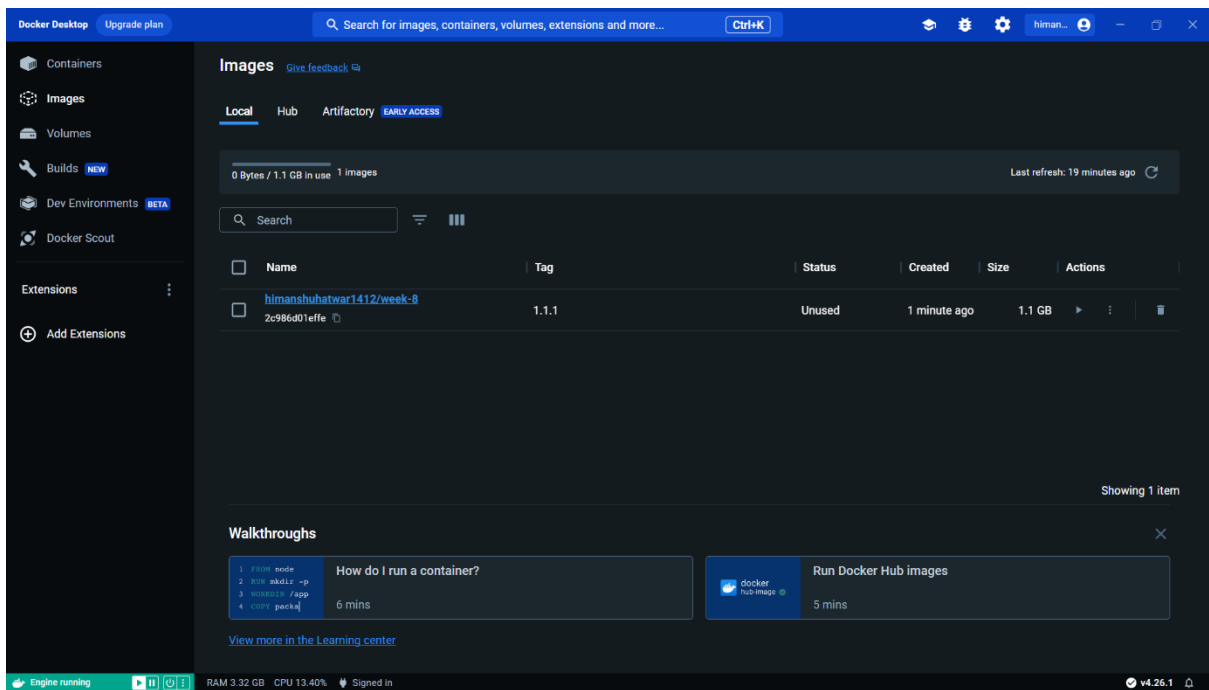 Docker Desktop Upgrade plan Search for images, containers, volumes, extensions and more... Ctrl+K himan...
Containers
Images
Volumes
Builds NEW
Dev Environments BETA
Docker Scout
Extensions
Add Extensions
Images Give feedback
Local Hub Artifactory EARLY ACCESS
0 Bytes / 1.1 GB in use 1 images Last refresh: 19 minutes ago
Search
Name Tag Status Created Size Actions
himanshuhatwar1412/week-8
2c986d01effe
1.1.1 Unused 1 minute ago 1.1 GB
Showing 1 item
Walkthroughs
1 FROM node
2 RUN mkdir -p
3 WORKDIR /app
4 COPY packa
How do I run a container?
6 mins
docker
hub-image
Run Docker Hub images
5 mins
View more in the Learning center
Engine running RAM 3.32 GB CPU 13.40% Signed in v4.26.1